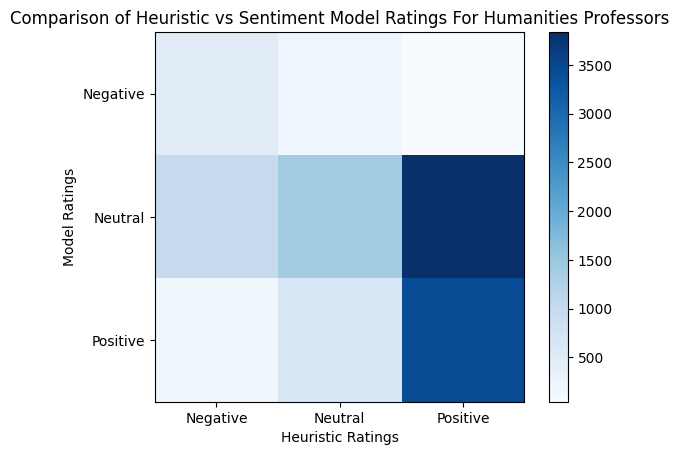 Comparison of Heuristic vs Sentiment Model Ratings For Humanities Professors
Model Ratings
Negative
Neutral
Positive
Negative
Neutral
Positive
Heuristic Ratings
3500
3000
2500
2000
1500
1000
500